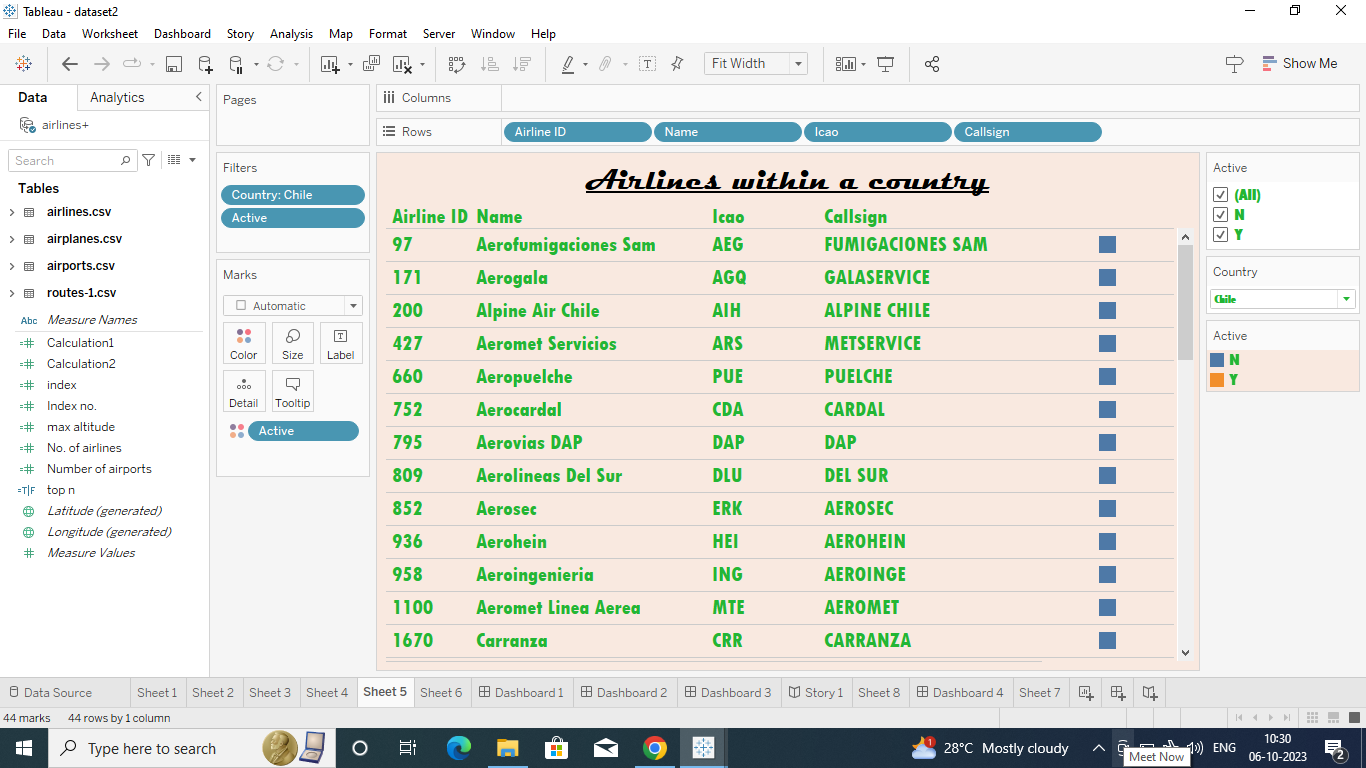 Tableau - dataset2
File Data Worksheet Dashboard Story Analysis Map Format Server Window Help
Fit Width
Show Me
Data Analytics
airlines+
Search
Tables
airlines.csv
airplanes.csv
airports.csv
routes-1.csv
Abc Measure Names
Calculation1
Calculation2
index
Index no.
max altitude
No. of airlines
Number of airports
T|F top n
Latitude (generated)
Longitude (generated)
Measure Values
Pages
Filters
Country: Chile
Active
Marks
Automatic
Color Size Label
Detail Tooltip
Active
Columns
Rows Airline ID Name Icao Callsign
Airlines within a country
Airline ID Name Icao Callsign
97 Aerofumigaciones Sam AEG FUMIGACIONES SAM
171 Aerogala AGQ GALASERVICE
200 Alpine Air Chile AIH ALPINE CHILE
427 Aeromet Servicios ARS METSERVICE
660 Aeropuelche PUE PUELCHE
752 Aerocardal CDA CARDAL
795 Aerovias DAP DAP DAP
809 Aerolineas Del Sur DLU DEL SUR
852 Aerosec ERK AEROSEC
936 Aerohein HEI AEROHEIN
958 Aeroingenieria ING AEROINGE
1100 Aeromet Linea Aerea MTE AEROMET
1670 Carranza CRR CARRANZA
Active
(All)
N
Y
Country
Chile
Active
N
Y
Data Source Sheet 1 Sheet 2 Sheet 3 Sheet 4 Sheet 5 Sheet 6 Dashboard 1 Dashboard 2 Dashboard 3 Story 1 Sheet 8 Dashboard 4 Sheet 7
44 marks 44 rows by 1 column
Type here to search
1
28°C Mostly cloudy
ENG
10:30
06-10-2023
2
Meet Now